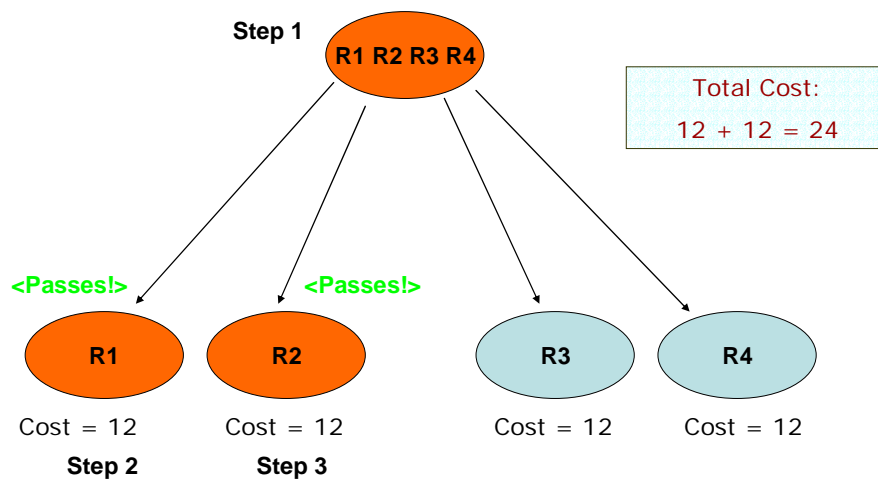 Step 1
R1 R2 R3 R4
Total Cost:
12 + 12 = 24
<Passes!>
<Passes!>
R1
R2
R3
R4
Cost = 12
Cost = 12
Cost = 12
Cost = 12
Step 2
Step 3